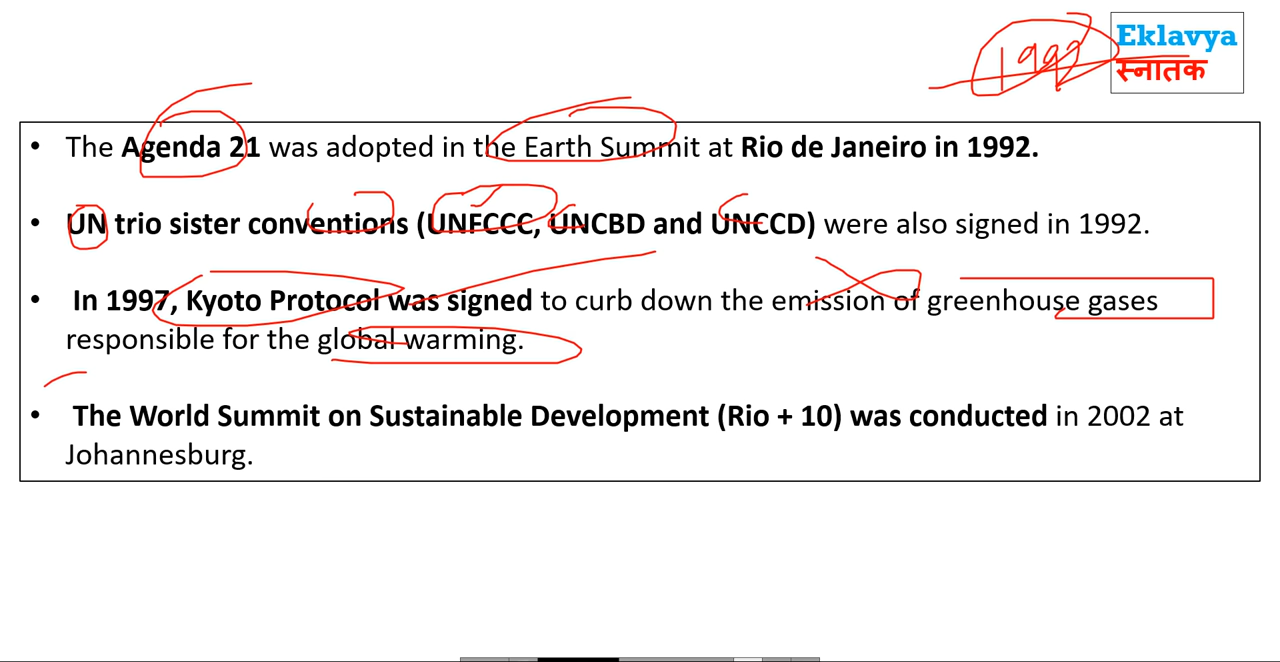 1992
Eklavya
स्नातक
• The Agenda 21 was adopted in the Earth Summit at Rio de Janeiro in 1992.
• UN trio sister conventions (UNFCCC, UNCBD and UNCCD) were also signed in 1992.
• In 1997, Kyoto Protocol was signed to curb down the emission of greenhouse gases
responsible for the global warming.
• The World Summit on Sustainable Development (Rio + 10) was conducted in 2002 at
Johannesburg.